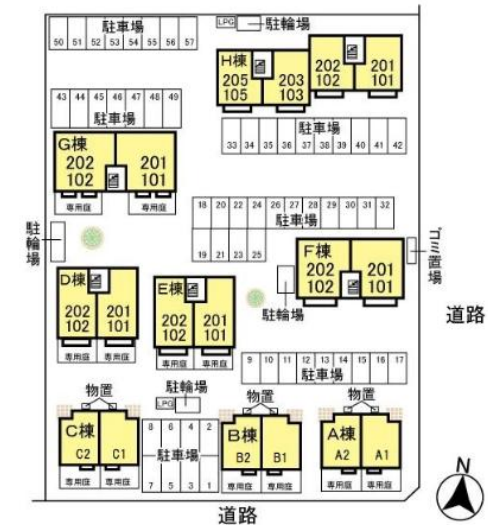 LPG 駐輪場
駐車場
50 51 52 53 54 55 56 57
H棟
205 203 202 201
105 103 102 101
43 44 45 46 47 48 49
駐車場
駐車場
33 34 35 36 37 38 39 40 41 42
G棟
202 201
102 101
専用庭 専用庭
18 20 22 24 26 27 28 29 30 31 32
駐車場
19 21 23 25
駐輪場
ゴミ置場
F棟
202 201
102 101
駐輪場
D棟
202 201
102 101
専用庭 専用庭
E棟
202 201
102 101
専用庭 専用庭
道路
9 10 11 12 13 14 15 16 17
駐車場
物置
駐輪場
LPG
物置
物置
C棟
C2 C1
専用庭 専用庭
8 6 4 2
駐車場
7 5 3 1
B棟
B2 B1
専用庭 専用庭
A棟
A2 A1
専用庭 専用庭
道路
N